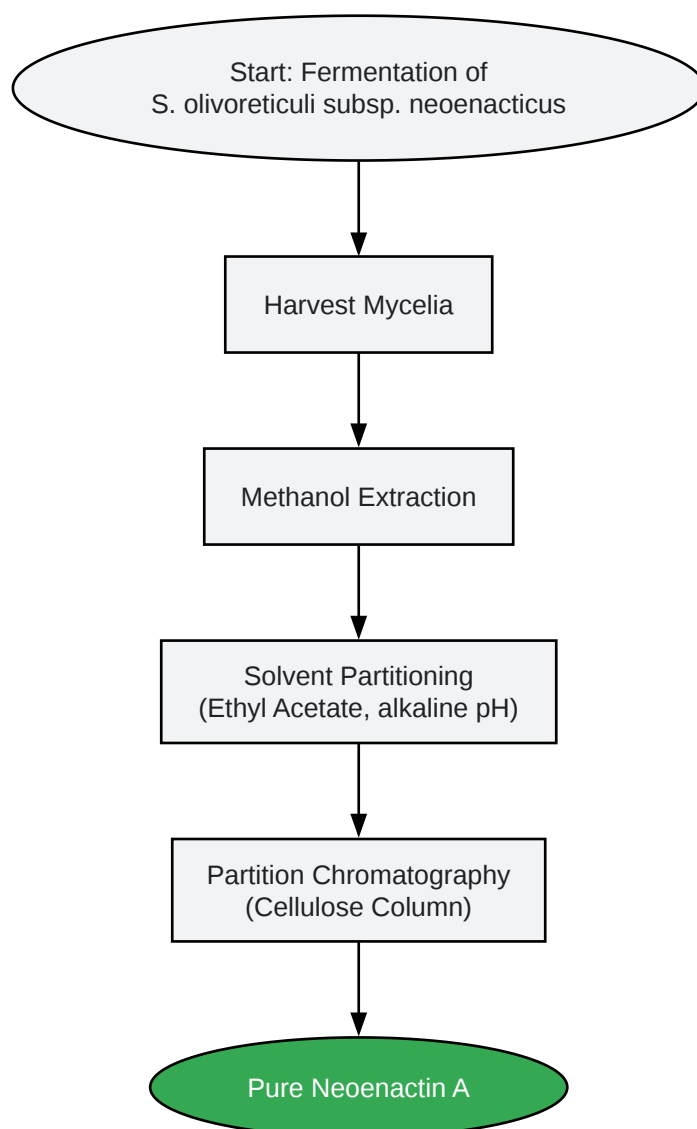 Start: Fermentation of
S. olivoreticuli subsp. neoenacticus
Harvest Mycelia
Methanol Extraction
Solvent Partitioning
(Ethyl Acetate, alkaline pH)
Partition Chromatography
(Cellulose Column)
Pure Neoenactin A